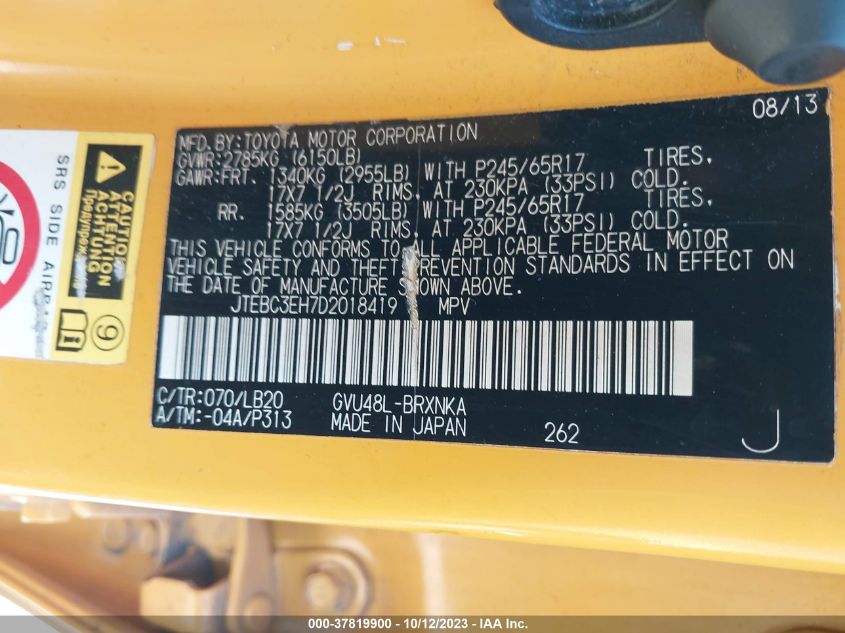 08/13
MFD. BY: TOYOTA MOTOR CORPORATION
GVWR: 2785KG (6150LB)
GAWR: FRT. 1340KG (2955LB) WITH P245/65R17 TIRES,
17X7 1/2J RIMS, AT 230KPA (33PSI) COLD.
RR. 1585KG (3505LB) WITH P245/65R17 TIRES,
17X7 1/2J RIMS, AT 230KPA (33PSI) COLD.
THIS VEHICLE CONFORMS TO ALL APPLICABLE FEDERAL MOTOR
VEHICLE SAFETY AND THEFT PREVENTION STANDARDS IN EFFECT ON
THE DATE OF MANUFACTURE SHOWN ABOVE.
JTEBC3EH7D2018419 MPV
C/TR: 070/LB20 GVU48L-BRXNKA
A/TM: -04A/P313 MADE IN JAPAN 262 J
SRS SIDE AIRBAG
CAUTION
ATTENTION
ACHTUNG
9
000-37819900 - 10/12/2023 - IAA Inc.